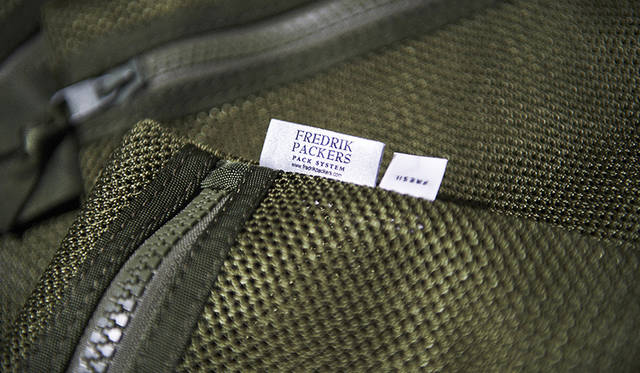 FREDRIK
PACKERS
PACK SYSTEM
www.fredrikpackers.com